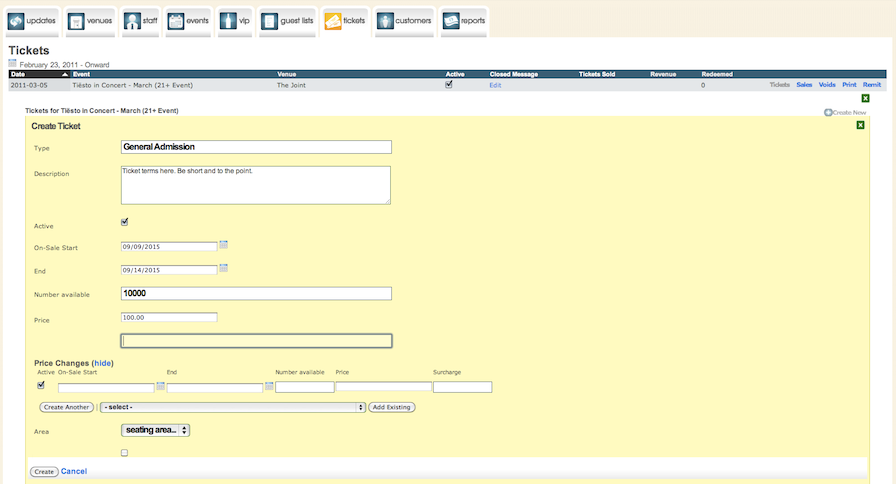 updates venues staff events vip guest lists tickets customers reports
Tickets
February 23, 2011 - Onward
Date Event Venue Active Closed Message Tickets Sold Revenue Redeemed
2011-03-05 Tiësto in Concert - March (21+ Event) The Joint Edit 0 Tickets Sales Voids Print Remit
Tickets for Tiësto in Concert - March (21+ Event)
Create New
Create Ticket
Type General Admission
Description Ticket terms here. Be short and to the point.
Active
On-Sale Start 09/09/2015
End 09/14/2015
Number available 10000
Price 100.00
Price Changes (hide)
Active On-Sale Start End Number available Price Surcharge
Create Another | - select - Add Existing
Area seating area...
Create Cancel